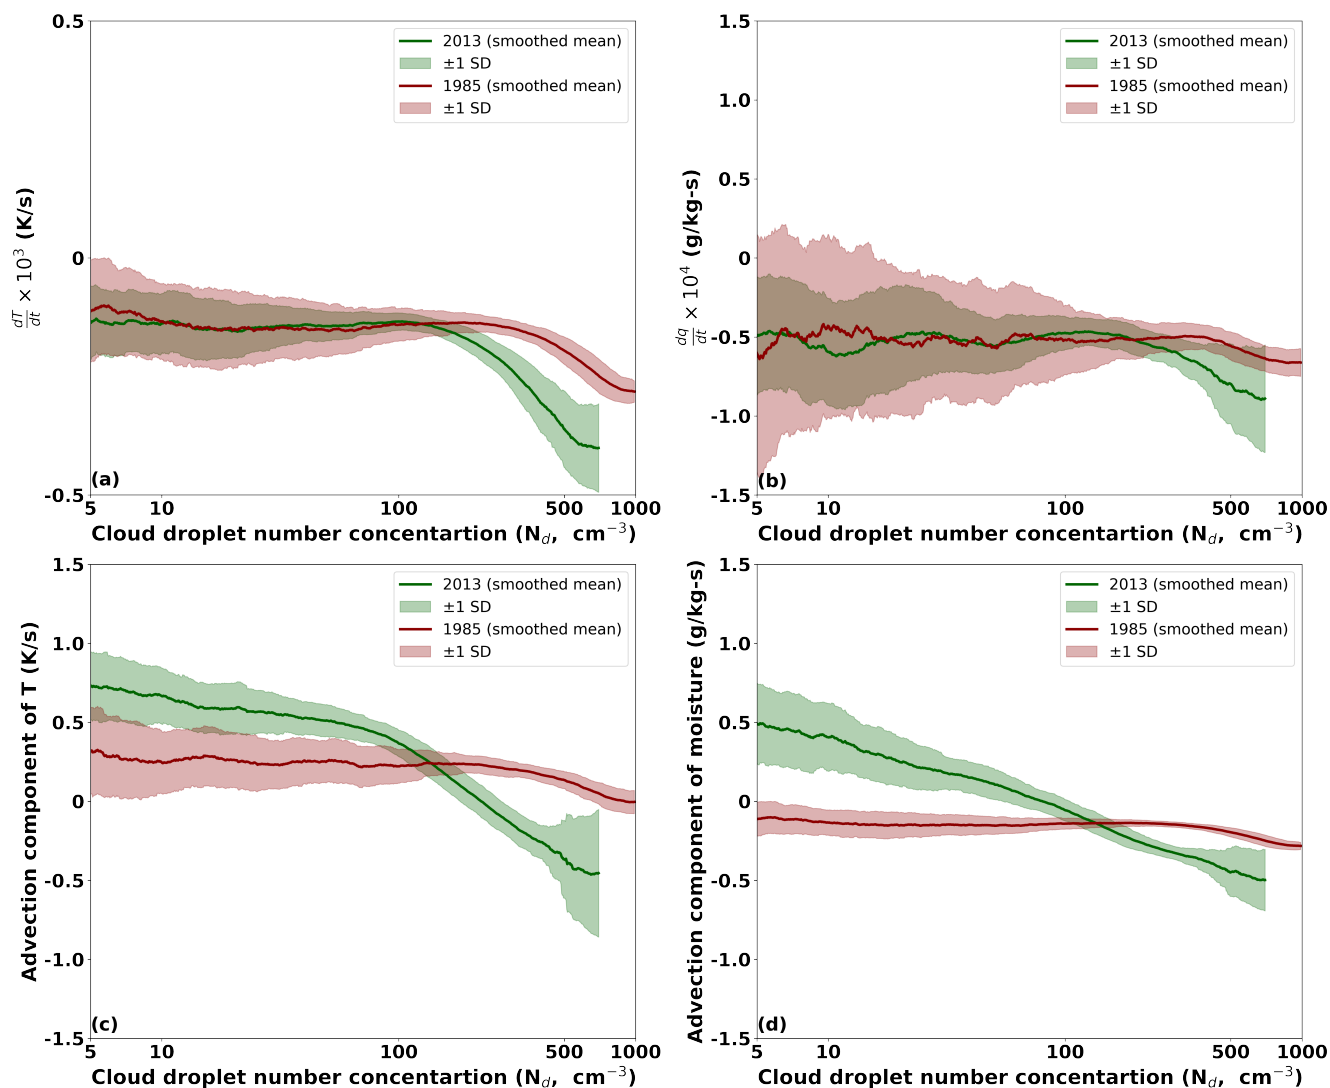 0.5
0
-0.5
dT/dt × 10³ (K/s)
2013 (smoothed mean)
±1 SD
1985 (smoothed mean)
±1 SD
(a)
5 10 100 500 1000
Cloud droplet number concentartion (N_d, cm⁻³)
1.5
1.0
0.5
0
-0.5
-1.0
-1.5
dq/dt × 10⁴ (g/kg-s)
2013 (smoothed mean)
±1 SD
1985 (smoothed mean)
±1 SD
(b)
5 10 100 500 1000
Cloud droplet number concentartion (N_d, cm⁻³)
1.5
1.0
0.5
0
-0.5
-1.0
-1.5
Advection component of T (K/s)
2013 (smoothed mean)
±1 SD
1985 (smoothed mean)
±1 SD
(c)
5 10 100 500 1000
Cloud droplet number concentartion (N_d, cm⁻³)
1.5
1.0
0.5
0
-0.5
-1.0
-1.5
Advection component of moisture (g/kg-s)
2013 (smoothed mean)
±1 SD
1985 (smoothed mean)
±1 SD
(d)
5 10 100 500 1000
Cloud droplet number concentartion (N_d, cm⁻³)